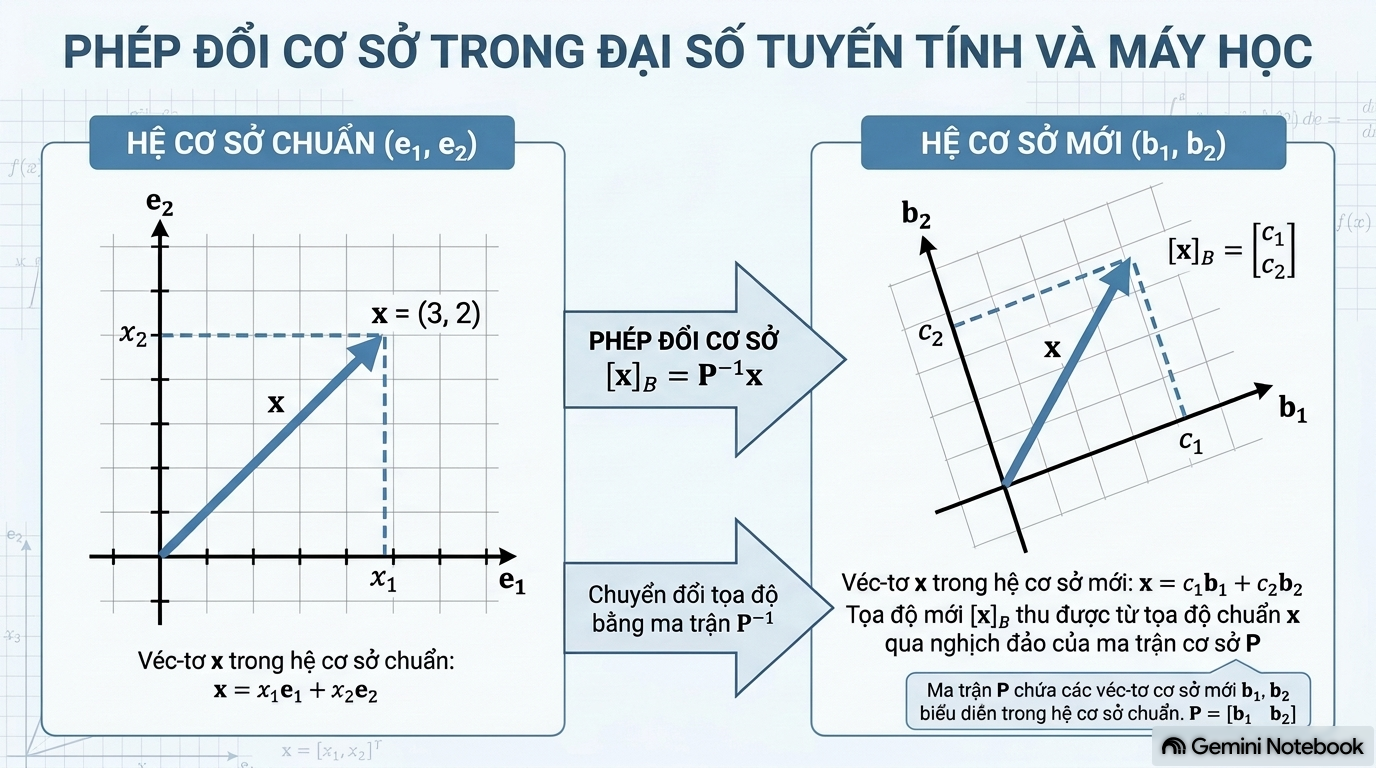 PHÉP ĐỔI CƠ SỞ TRONG ĐẠI SỐ TUYẾN TÍNH VÀ MÁY HỌC
HỆ CƠ SỞ CHUẨN (e₁, e₂)
e₂
x = (3, 2)
x₂
x
x₁
e₁
Véc-tơ x trong hệ cơ sở chuẩn:
x = x₁e₁ + x₂e₂
PHÉP ĐỔI CƠ SỞ
[x]_B = P⁻¹x
Chuyển đổi tọa độ
bằng ma trận P⁻¹
HỆ CƠ SỞ MỚI (b₁, b₂)
b₂
[x]_B = [c₁
c₂]
c₂
x
b₁
c₁
Véc-tơ x trong hệ cơ sở mới: x = c₁b₁ + c₂b₂
Tọa độ mới [x]_B thu được từ tọa độ chuẩn x
qua nghịch đảo của ma trận cơ sở P
Ma trận P chứa các véc-tơ cơ sở mới b₁, b₂
biểu diễn trong hệ cơ sở chuẩn. P = [b₁ b₂]
f(x)
e₂
x₃
x = [x₁, x₂]ᵀ
Gemini Notebook